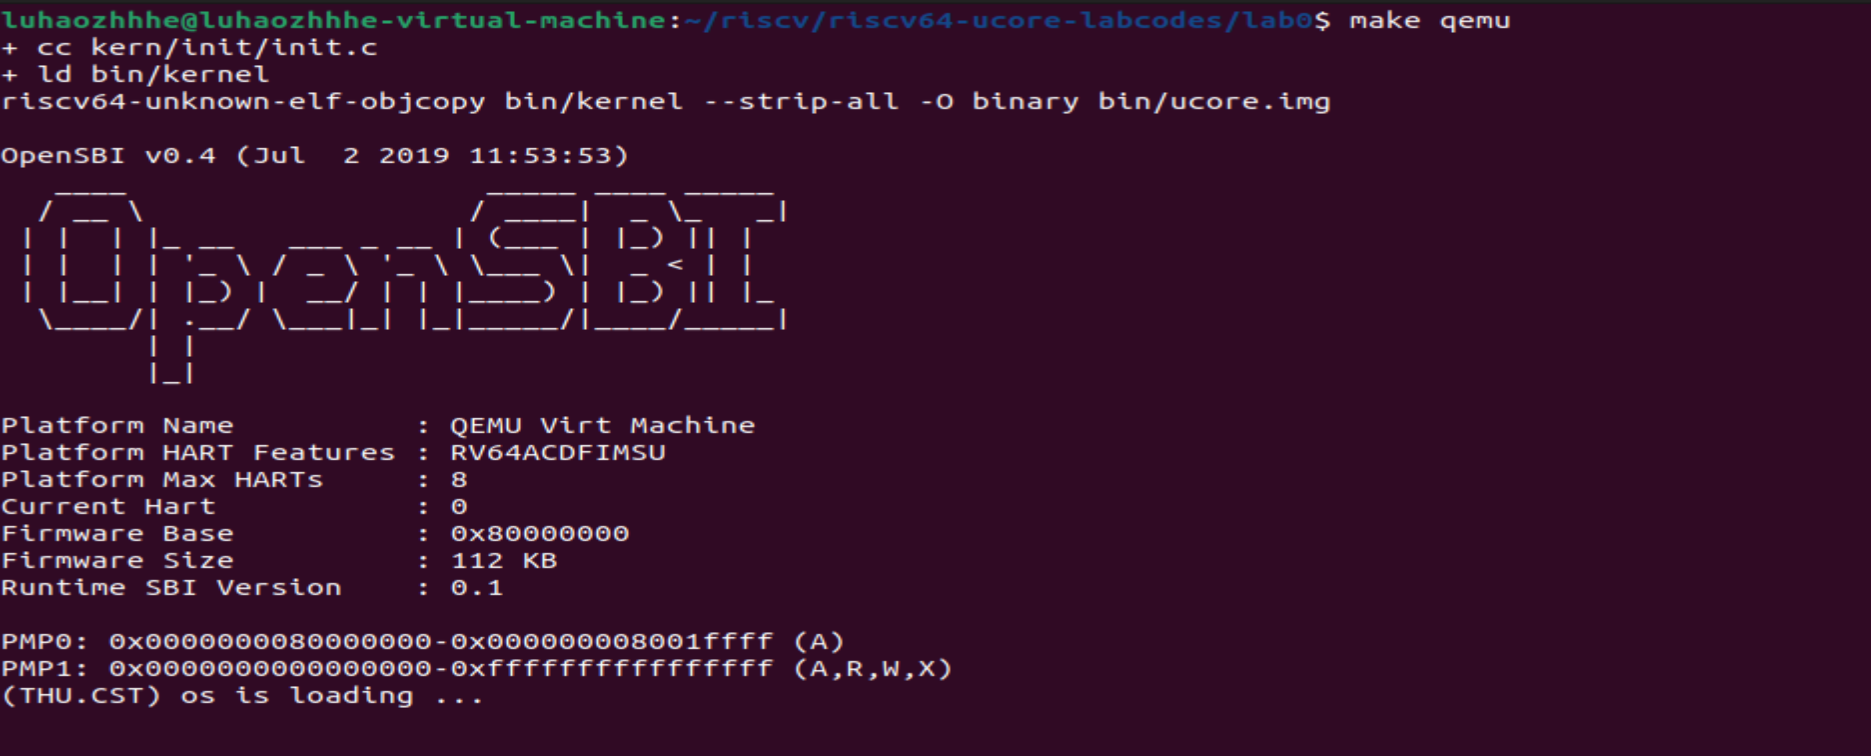 luhaozhhhe@luhaozhhhe-virtual-machine:~/riscv/riscv64-ucore-labcodes/lab0$ make qemu
+ cc kern/init/init.c
+ ld bin/kernel
riscv64-unknown-elf-objcopy bin/kernel --strip-all -O binary bin/ucore.img
OpenSBI v0.4 (Jul  2 2019 11:53:53)
   ____                    _____ ____ _____
  / __ \                  / ____|  _ \_   _|
 | |  | |_ __   ___ _ __ | (___ | |_) || |
 | |  | | '_ \ / _ \ '_ \ \___ \|  _ < | |
 | |__| | |_) |  __/ | | |____) | |_) || |_
  \____/| .__/ \___|_| |_|_____/|____/_____|
        | |
        |_|
Platform Name          : QEMU Virt Machine
Platform HART Features : RV64ACDFIMSU
Platform Max HARTs     : 8
Current Hart           : 0
Firmware Base          : 0x80000000
Firmware Size          : 112 KB
Runtime SBI Version    : 0.1
PMP0: 0x0000000080000000-0x000000008001ffff (A)
PMP1: 0x0000000000000000-0xffffffffffffffff (A,R,W,X)
(THU.CST) os is loading ...